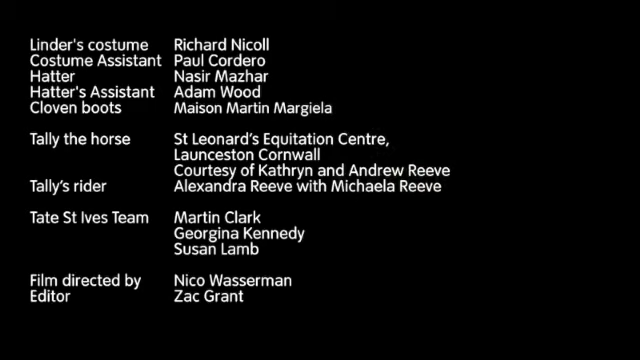 Linder's costume Richard Nicoll
Costume Assistant Paul Cordero
Hatter Nasir Mazhar
Hatter's Assistant Adam Wood
Cloven boots Maison Martin Margiela
Tally the horse St Leonard's Equitation Centre,
Launceston Cornwall
Courtesy of Kathryn and Andrew Reeve
Tally's rider Alexandra Reeve with Michaela Reeve
Tate St Ives Team Martin Clark
Georgina Kennedy
Susan Lamb
Film directed by Nico Wasserman
Editor Zac Grant